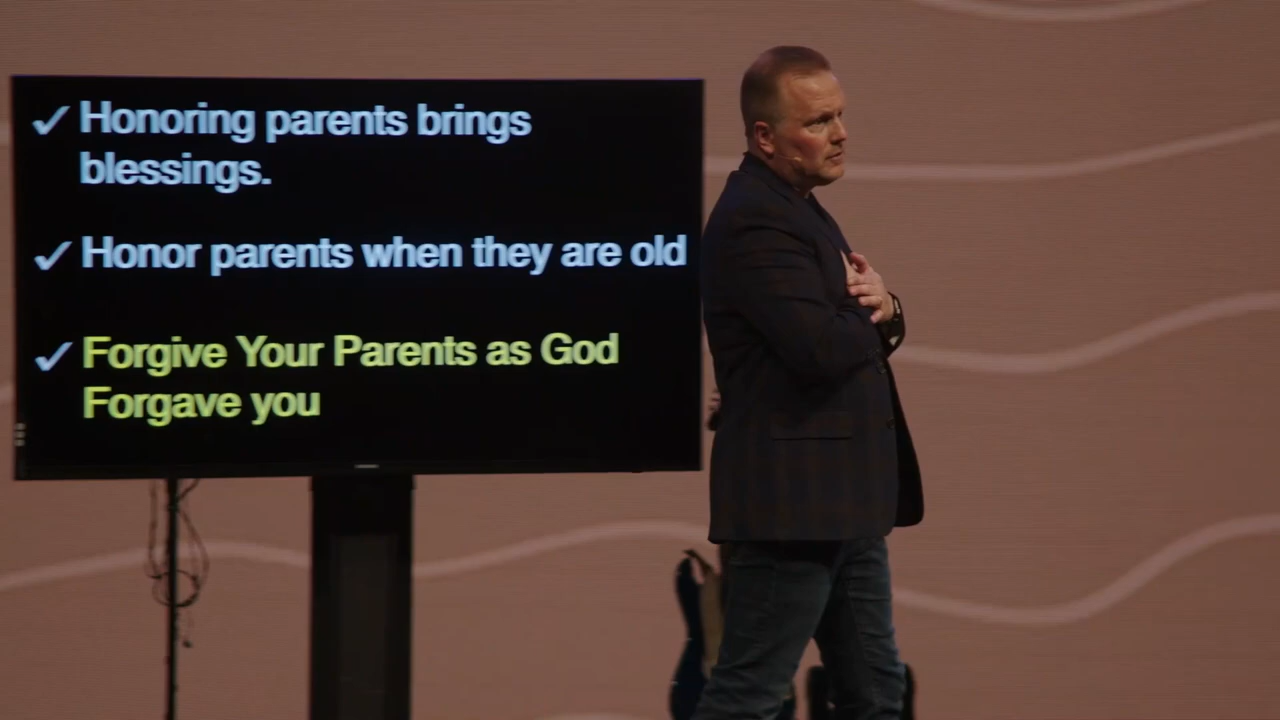 Honoring parents brings
blessings.
Honor parents when they are old
Forgive Your Parents as God
Forgave you